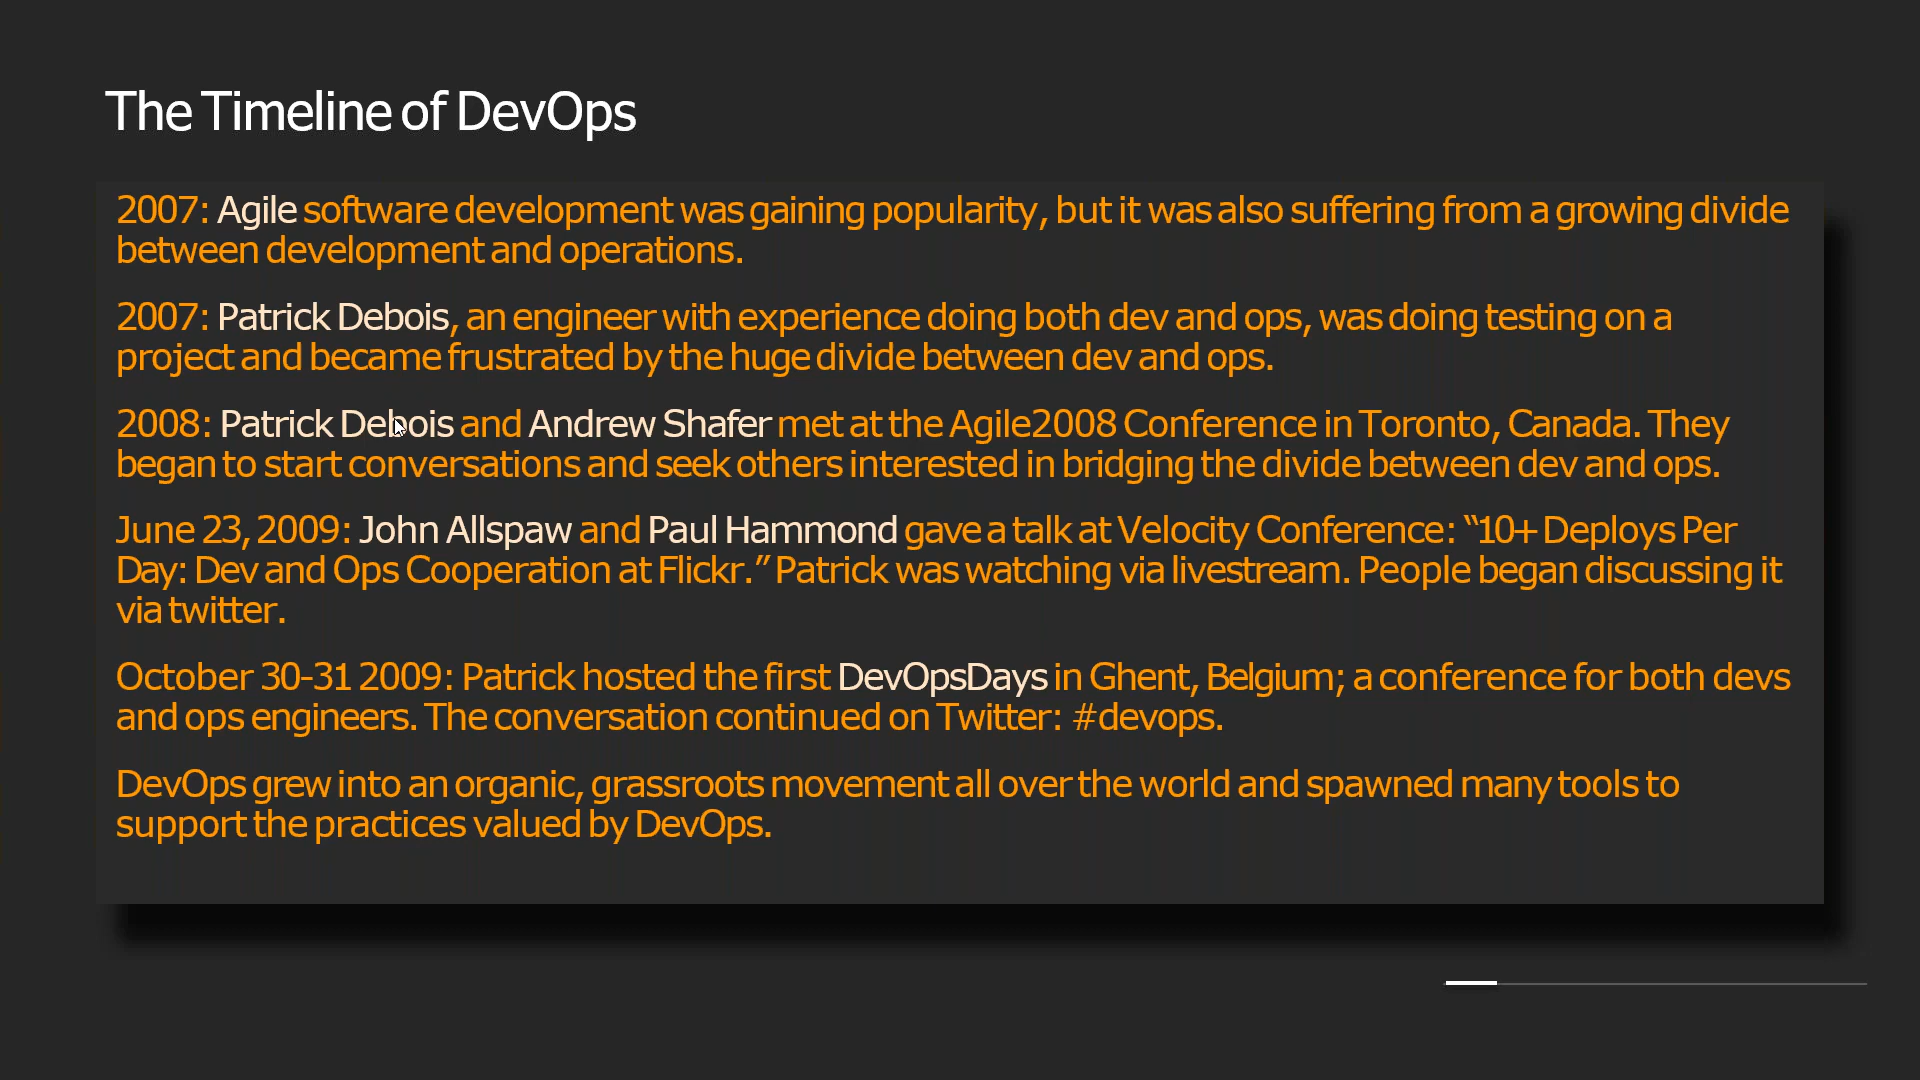 The Timeline of DevOps
2007: Agile software development was gaining popularity, but it was also suffering from a growing divide
between development and operations.
2007: Patrick Debois, an engineer with experience doing both dev and ops, was doing testing on a
project and became frustrated by the huge divide between dev and ops.
2008: Patrick Debois and Andrew Shafer met at the Agile2008 Conference in Toronto, Canada. They
began to start conversations and seek others interested in bridging the divide between dev and ops.
June 23, 2009: John Allspaw and Paul Hammond gave a talk at Velocity Conference: “10+ Deploys Per
Day: Dev and Ops Cooperation at Flickr.” Patrick was watching via livestream. People began discussing it
via twitter.
October 30-31 2009: Patrick hosted the first DevOpsDays in Ghent, Belgium; a conference for both devs
and ops engineers. The conversation continued on Twitter: #devops.
DevOps grew into an organic, grassroots movement all over the world and spawned many tools to
support the practices valued by DevOps.